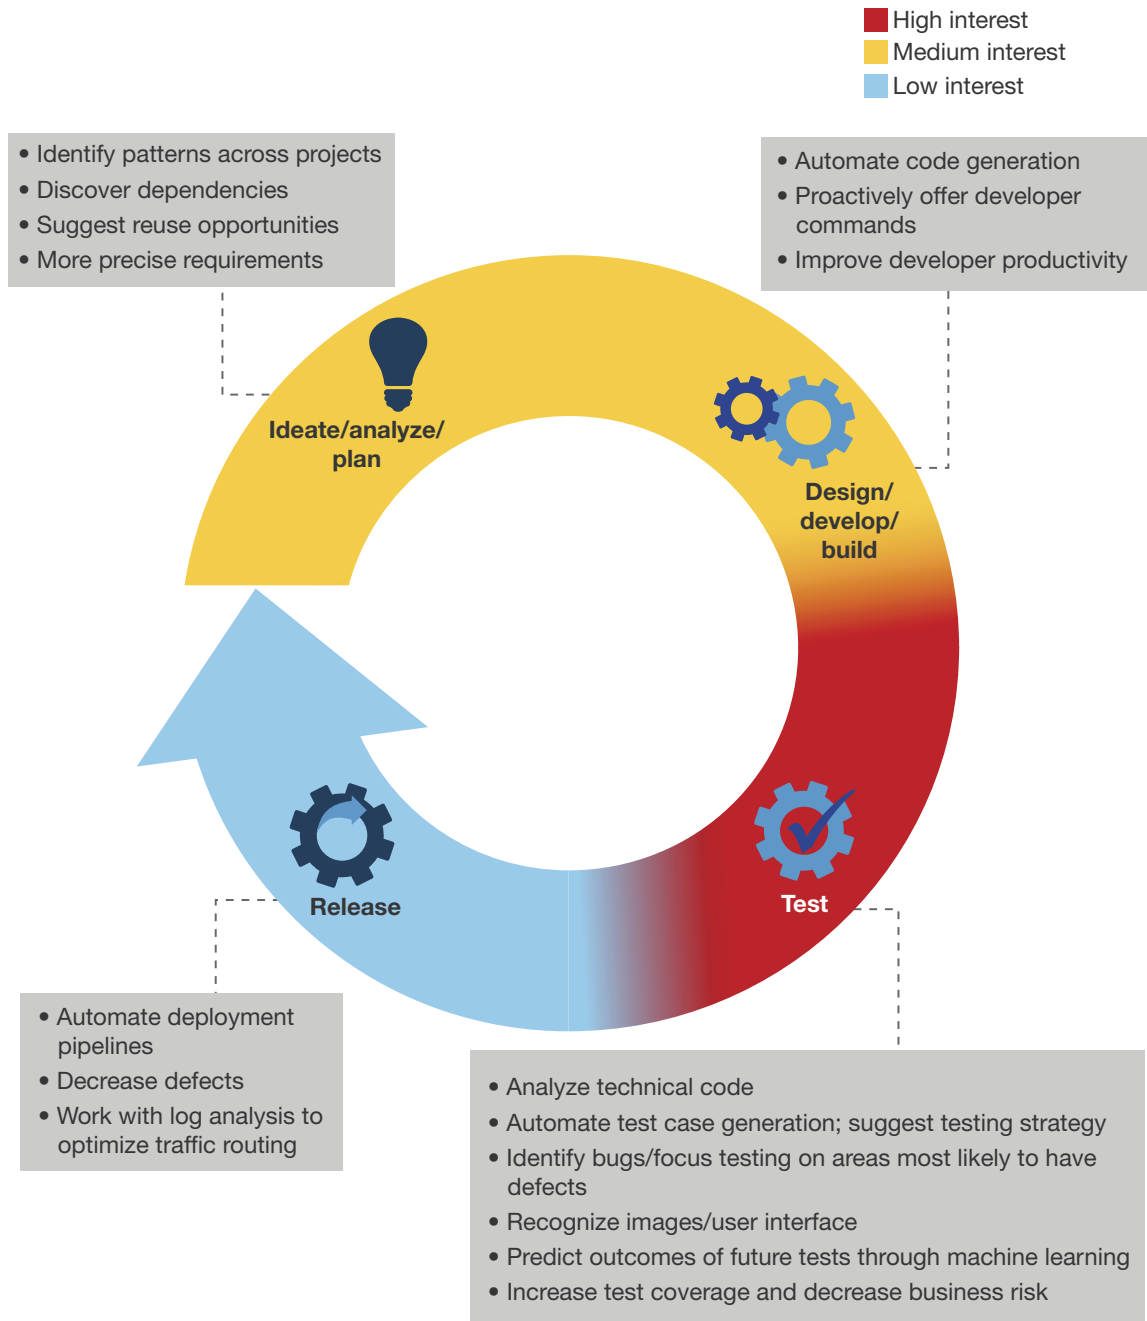 High interest
Medium interest
Low interest
• Identify patterns across projects
• Discover dependencies
• Suggest reuse opportunities
• More precise requirements
• Automate code generation
• Proactively offer developer
commands
• Improve developer productivity
Ideate/analyze/
plan
Design/
develop/
build
Test
Release
• Automate deployment
pipelines
• Decrease defects
• Work with log analysis to
optimize traffic routing
• Analyze technical code
• Automate test case generation; suggest testing strategy
• Identify bugs/focus testing on areas most likely to have
defects
• Recognize images/user interface
• Predict outcomes of future tests through machine learning
• Increase test coverage and decrease business risk